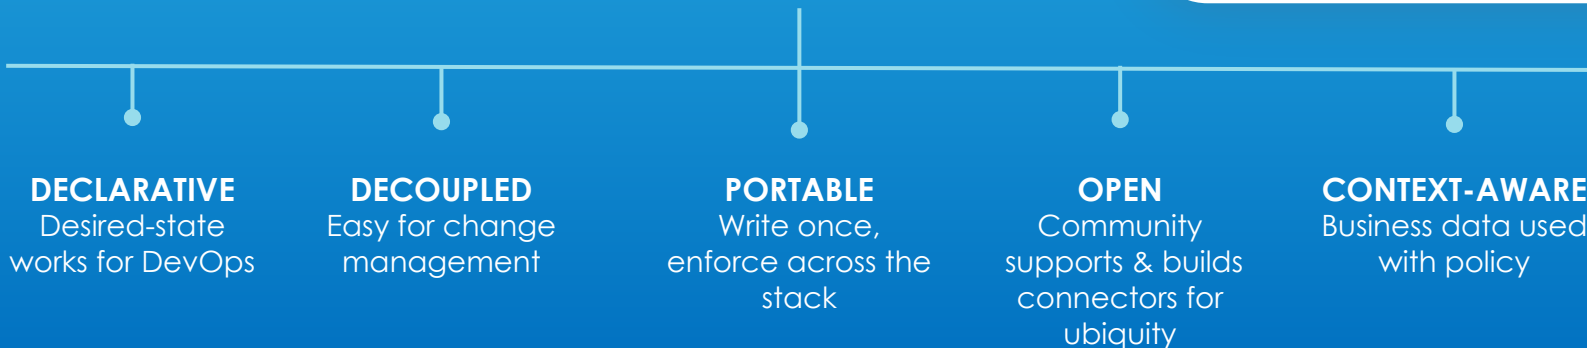 DECLARATIVE
Desired-state
works for DevOps
DECOUPLED
Easy for change
management
PORTABLE
Write once,
enforce across the
stack
OPEN
Community
supports & builds
connectors for
ubiquity
CONTEXT-AWARE
Business data used
with policy